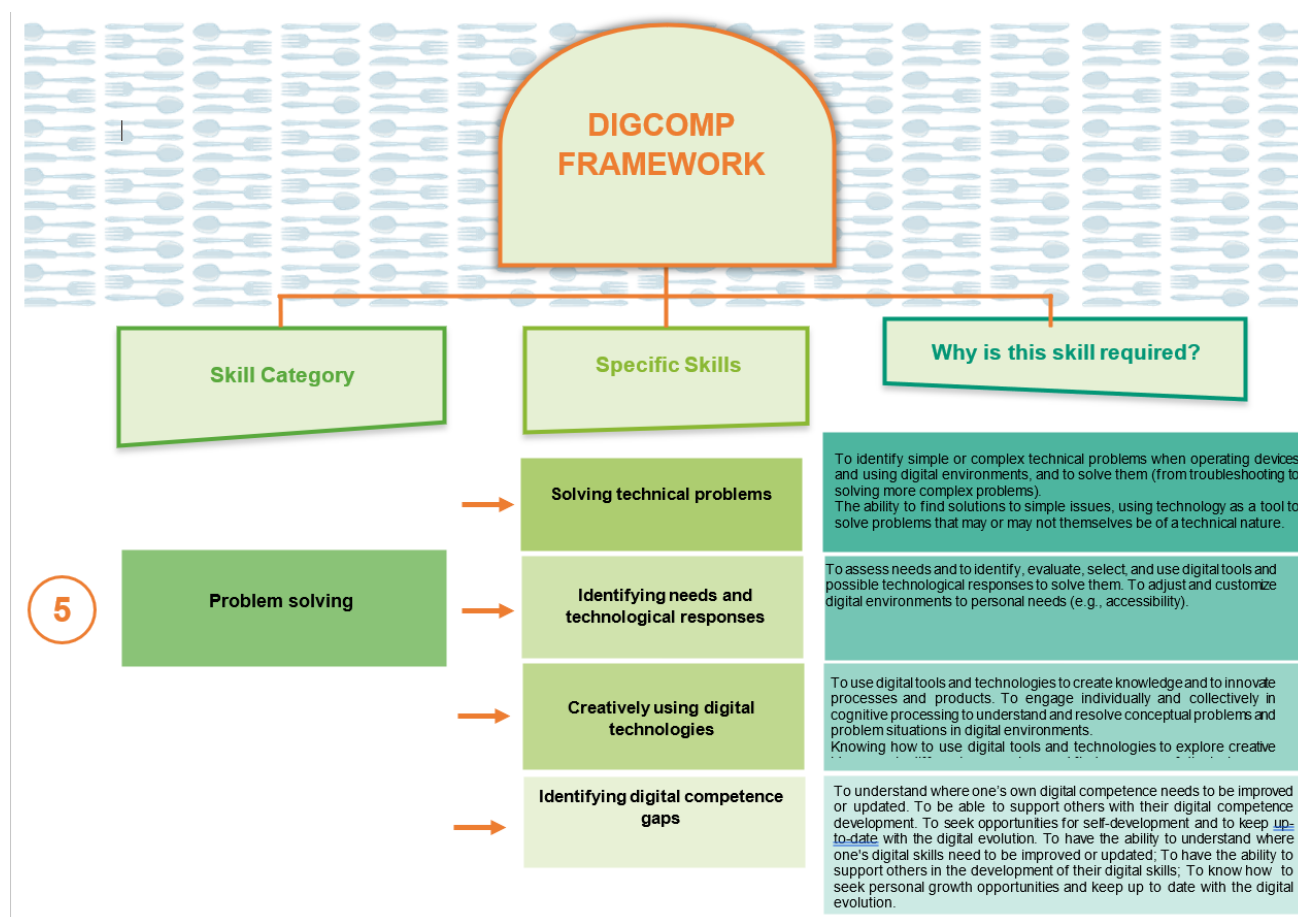 DIGCOMP
FRAMEWORK
Skill Category
Specific Skills
Why is this skill required?
5
Problem solving
Solving technical problems
To identify simple or complex technical problems when operating devices
and using digital environments, and to solve them (from troubleshooting to
solving more complex problems).
The ability to find solutions to simple issues, using technology as a tool to
solve problems that may or may not themselves be of a technical nature.
Identifying needs and
technological responses
To assess needs and to identify, evaluate, select, and use digital tools and
possible technological responses to solve them. To adjust and customize
digital environments to personal needs (e.g., accessibility).
Creatively using digital
technologies
To use digital tools and technologies to create knowledge and to innovate
processes and products. To engage individually and collectively in
cognitive processing to understand and resolve conceptual problems and
problem situations in digital environments.
Knowing how to use digital tools and technologies to explore creative
Identifying digital competence
gaps
To understand where one’s own digital competence needs to be improved
or updated. To be able to support others with their digital competence
development. To seek opportunities for self-development and to keep up-
to-date with the digital evolution. To have the ability to understand where
one's digital skills need to be improved or updated; To have the ability to
support others in the development of their digital skills; To know how to
seek personal growth opportunities and keep up to date with the digital
evolution.